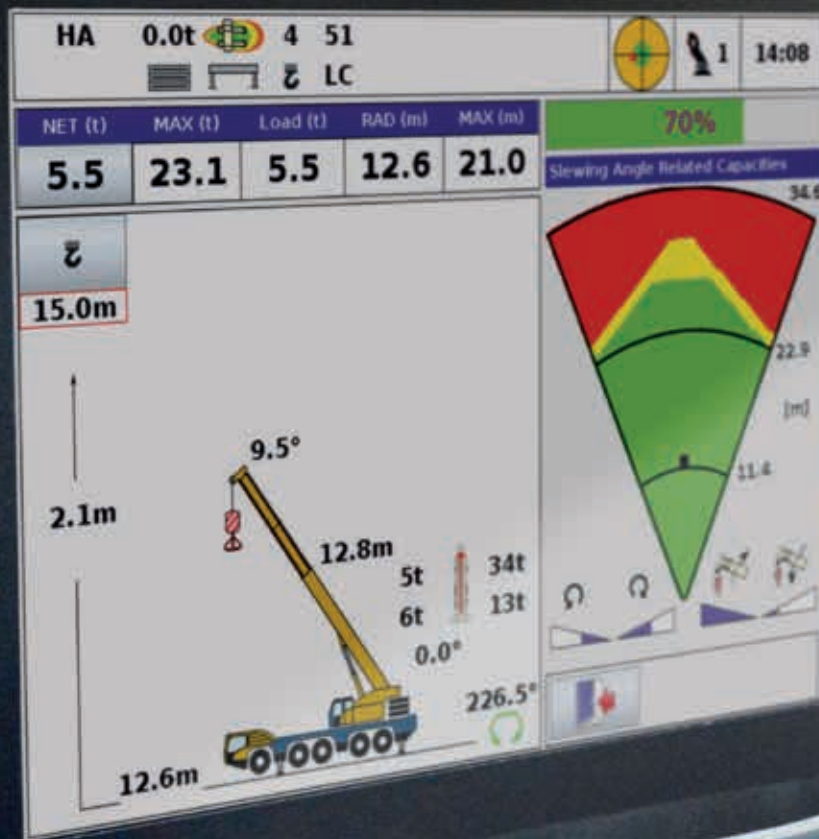 HA 0.0t 4 51
LC
1 14:08
NET (t) MAX (t) Load (t) RAD (m) MAX (m)
5.5 23.1 5.5 12.6 21.0
70%
Slewing Angle Related Capacities
34.6
22.9
[m]
11.4
15.0m
9.5°
2.1m
12.8m
5t 34t
6t 13t
0.0°
226.5°
12.6m